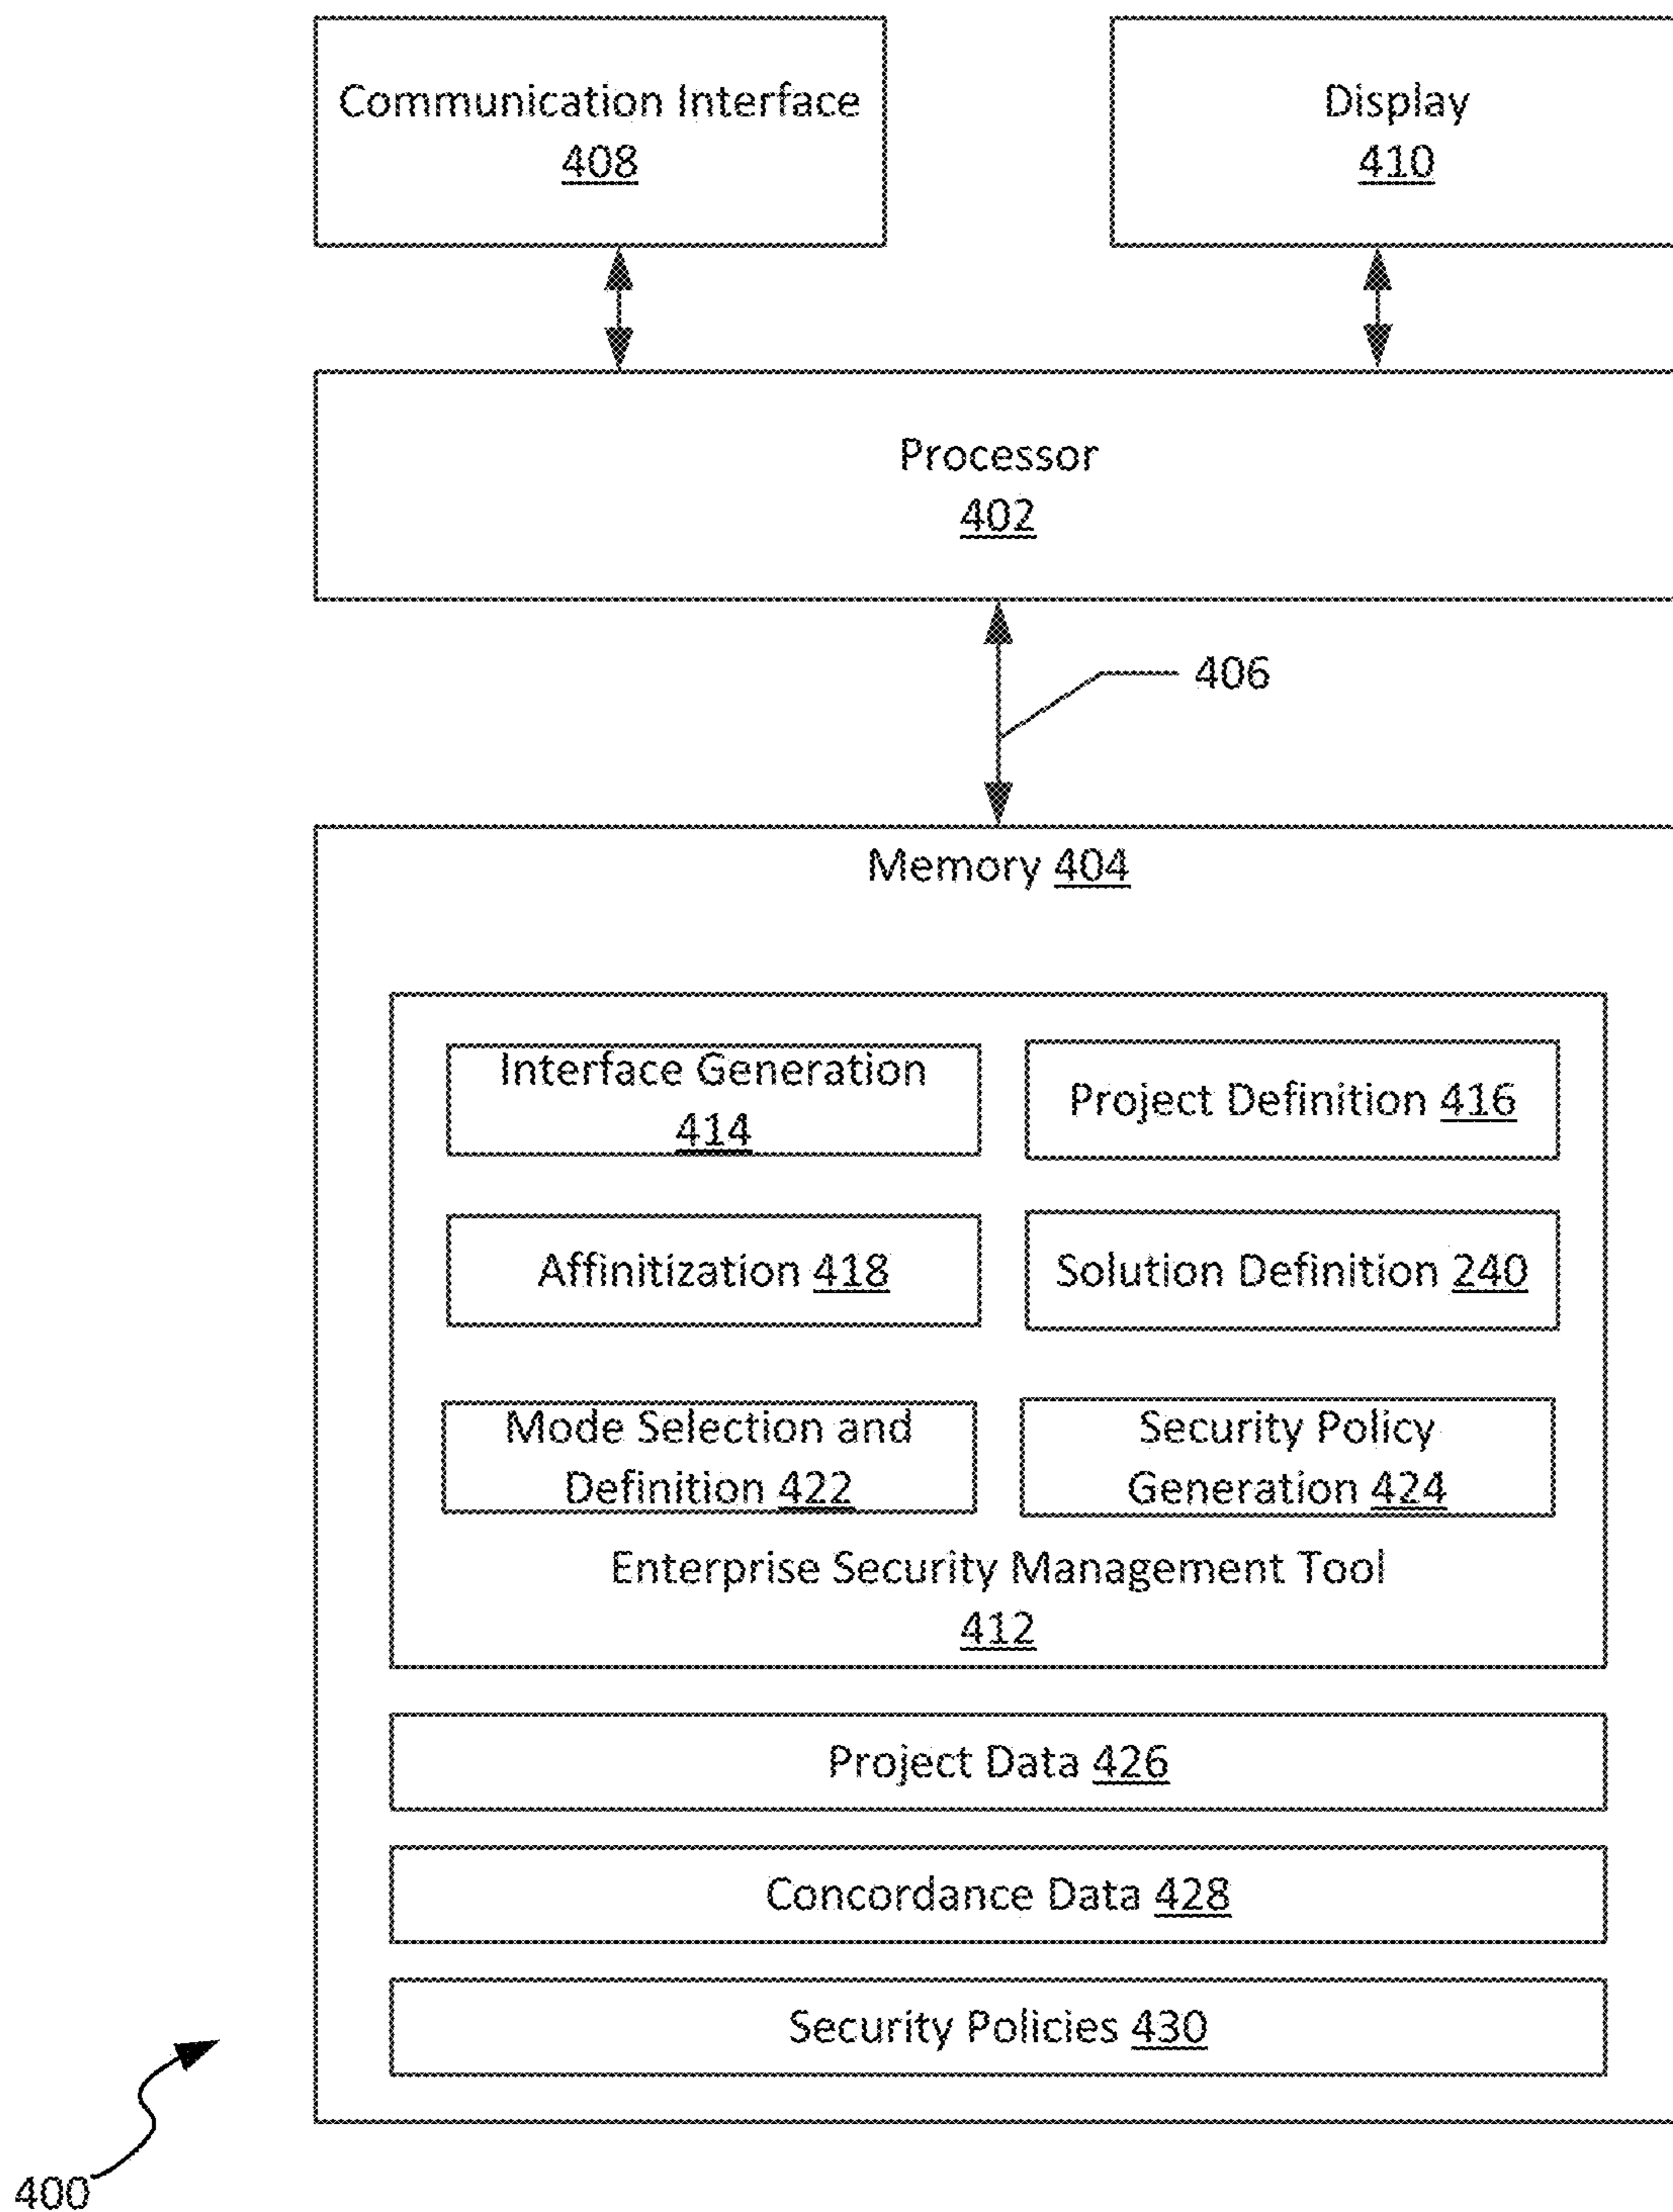 Communication Interface
408
Display
410
Processor
402
406
Memory 404
Interface Generation
414
Project Definition 416
Affinitization 418
Solution Definition 240
Mode Selection and
Definition 422
Security Policy
Generation 424
Enterprise Security Management Tool
412
Project Data 426
Concordance Data 428
Security Policies 430
400